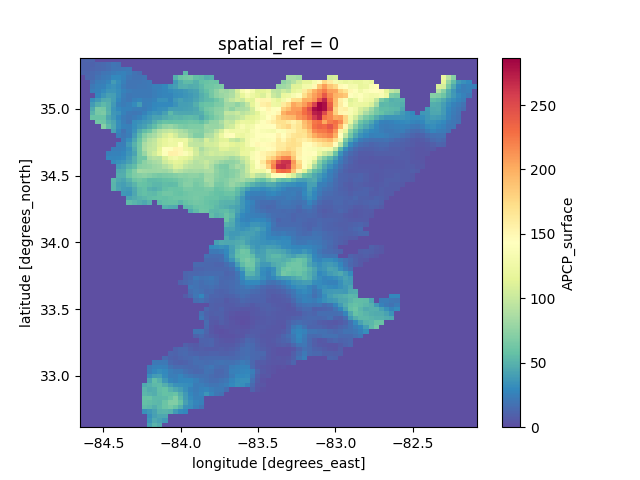 spatial_ref = 0
35.0
34.5
34.0
33.5
33.0
latitude [degrees_north]
−84.5 −84.0 −83.5 −83.0 −82.5
longitude [degrees_east]
250
200
150
100
50
0
APCP_surface